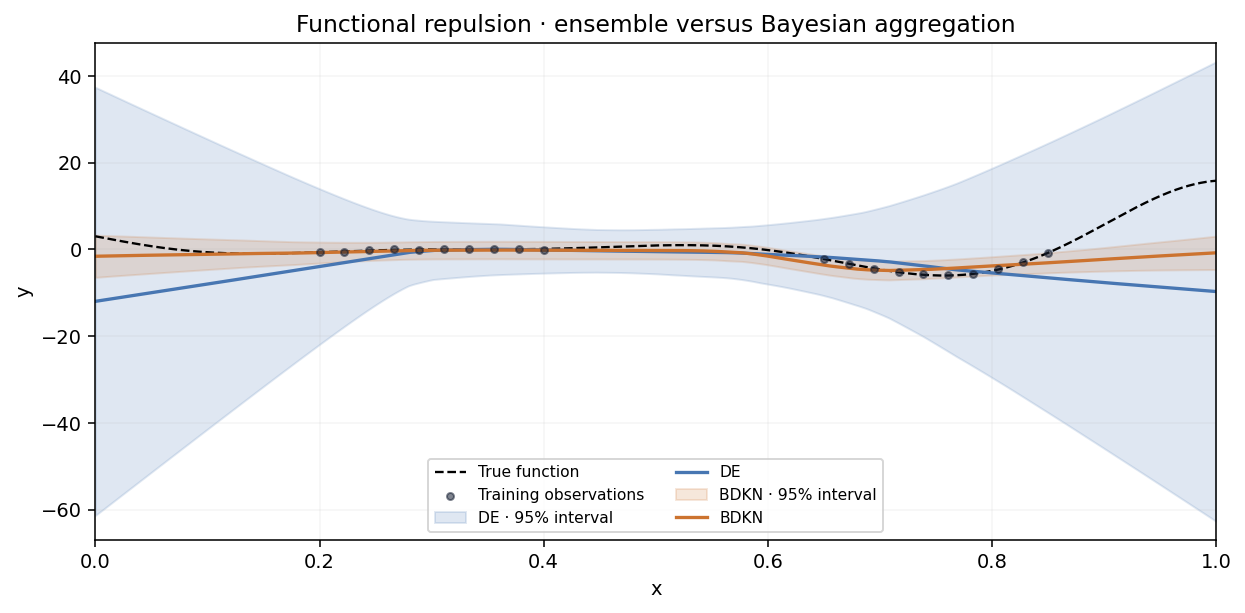 Functional repulsion · ensemble versus Bayesian aggregation
40
20
0
−20
−40
−60
y
True function
Training observations
DE · 95% interval
DE
BDKN · 95% interval
BDKN
0.0 0.2 0.4 0.6 0.8 1.0
x